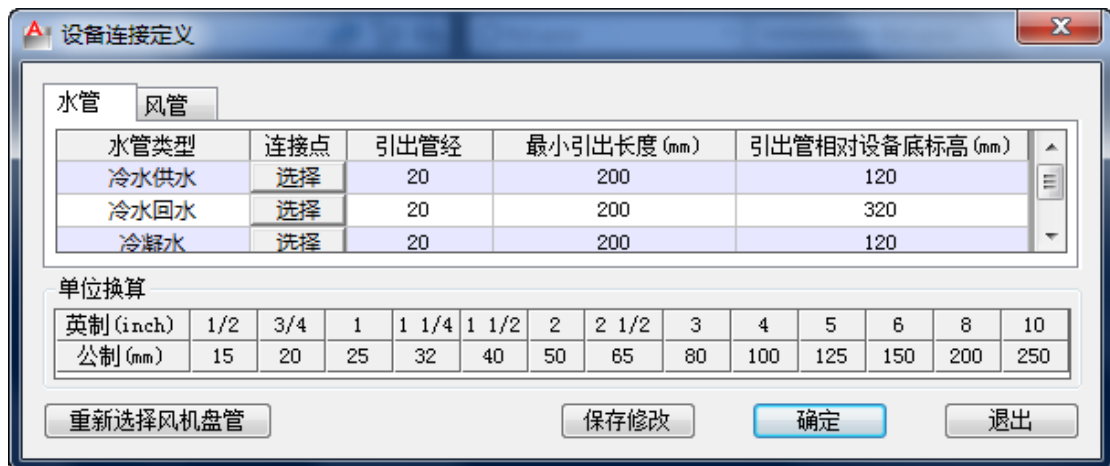 设备连接定义
水管 风管
水管类型 连接点 引出管经 最小引出长度(mm) 引出管相对设备底标高(mm)
冷水供水 选择 20 200 120
冷水回水 选择 20 200 320
冷凝水 选择 20 200 120
单位换算
英制(inch) 1/2 3/4 1 1 1/4 1 1/2 2 2 1/2 3 4 5 6 8 10
公制(mm) 15 20 25 32 40 50 65 80 100 125 150 200 250
重新选择风机盘管 保存修改 确定 退出